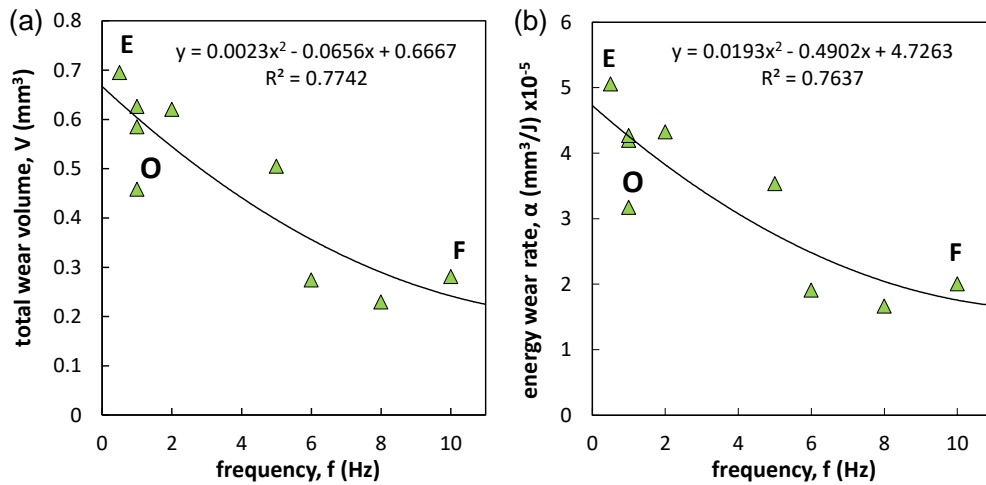 (a)
y = 0.0023x² - 0.0656x + 0.6667
R² = 0.7742
E
O
F
total wear volume, V (mm³)
0.8
0.7
0.6
0.5
0.4
0.3
0.2
0.1
0
0 2 4 6 8 10
frequency, f (Hz)
(b)
y = 0.0193x² - 0.4902x + 4.7263
R² = 0.7637
E
O
F
energy wear rate, α (mm³/J) x10⁻⁵
6
5
4
3
2
1
0
0 2 4 6 8 10
frequency, f (Hz)